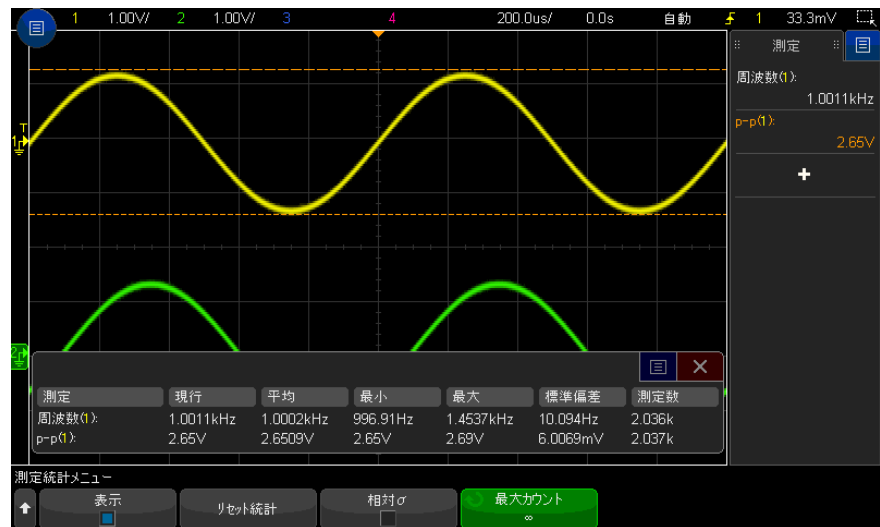 1 1.00V/ 2 1.00V/ 3 4 200.0us/ 0.0s 自動 1 33.3mV
測定
周波数(1):
1.0011kHz
p-p(1):
2.65V
T
1
2
測定 現行 平均 最小 最大 標準偏差 測定数
周波数(1): 1.0011kHz 1.0002kHz 996.91Hz 1.4537kHz 10.094Hz 2.036k
p-p(1): 2.65V 2.6509V 2.65V 2.69V 6.0069mV 2.037k
測定統計メニュー
表示 リセット統計 相対σ 最大カウント
∞